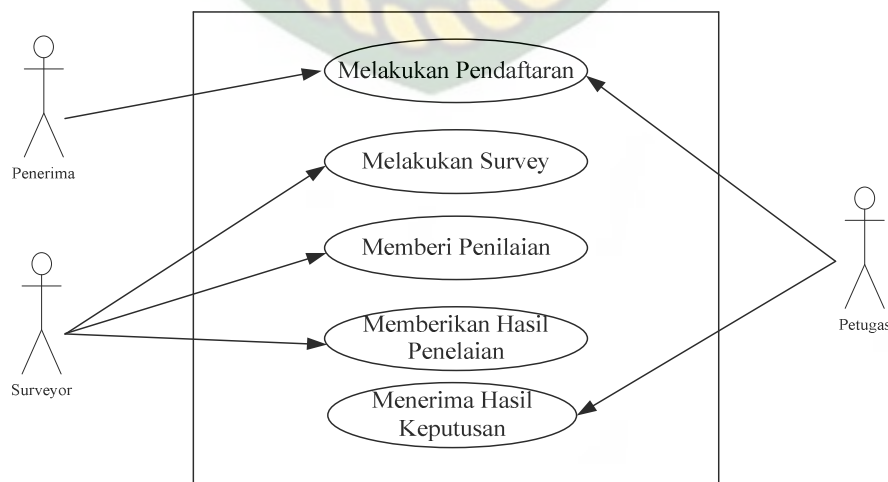 Melakukan Pendaftaran
Penerima
Melakukan Survey
Memberi Penilaian
Petugas
Memberikan Hasil
Penelaian
Surveyor
Menerima Hasil
Keputusan